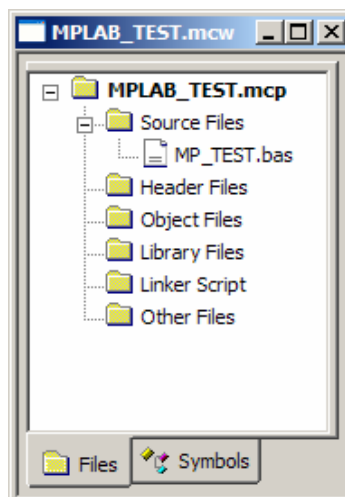 MPLAB_TEST.mcw
MPLAB_TEST.mcp
Source Files
MP_TEST.bas
Header Files
Object Files
Library Files
Linker Script
Other Files
Files Symbols